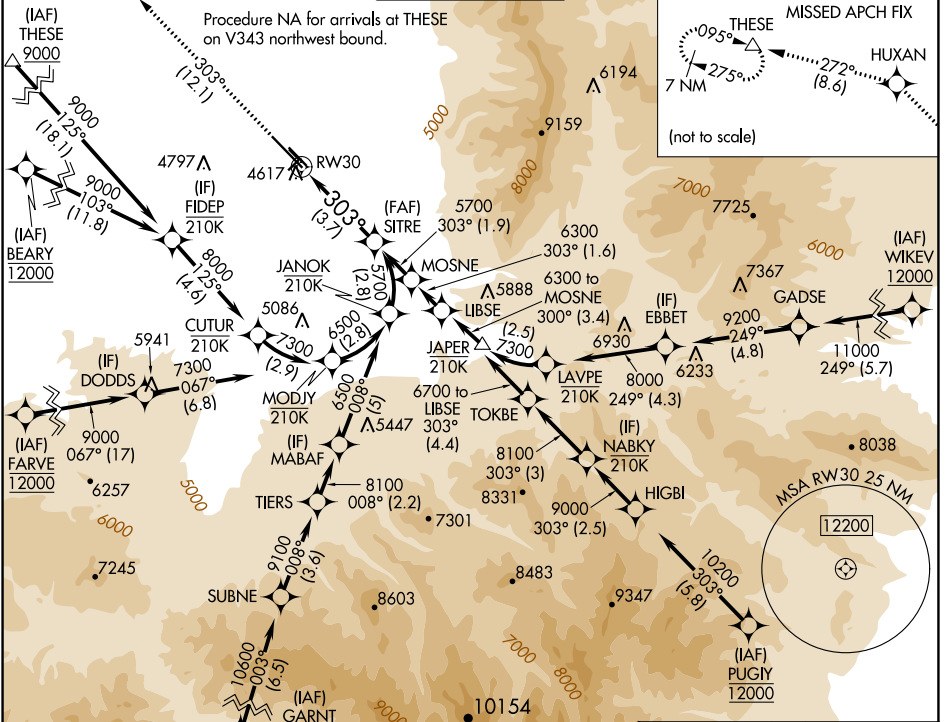 (IAF)
THESE
9000
Procedure NA for arrivals at THESE
on V343 northwest bound.
303°
(12.1)
MISSED APCH FIX
THESE
HUXAN
095°
275°
7 NM
272°
(8.6)
(not to scale)
9000
125°
(18.1)
9000
103°
(11.8)
(IAF)
BEARY
12000
4797
(IF)
FIDEP
210K
4617
RW30
303°
(3.7)
(FAF)
SITRE
5000
6194
9159
8000
7000
7725
6000
7367
5700
303° (1.9)
6300
303° (1.6)
6300 to
MOSNE
300° (3.4)
MOSNE
LIBSE
5888
8000
125°
(4.6)
JANOK
210K
5700
(2.8)
CUTUR
210K
5086
7300
(2.9)
6500
(2.8)
MODJY
210K
(IF)
DODDS
5941
7300
067°
(6.8)
9000
067° (17)
(IAF)
FARVE
12000
JAPER
210K
(2.5)
7300
LAVPE
210K
6930
(IF)
EBBET
6233
8000
249° (4.3)
9200
249°
(4.8)
GADSE
11000
249° (5.7)
(IAF)
WIKEV
12000
6700 to
LIBSE
303°
(4.4)
TOKBE
8100
303° (3)
(IF)
NABKY
210K
HIGBI
9000
303° (2.5)
10200
303°
(5.8)
(IAF)
PUGIY
12000
6500
008°
(5)
5447
(IF)
MABAF
8100
008° (2.2)
TIERS
9100
008°
(3.6)
SUBNE
10600
003°
(6.5)
(IAF)
GARNT
6257
5000
6000
7245
7301
8331
8483
8603
9347
8038
7000
8000
9000
10154
MSA RW30 25 NM
12200